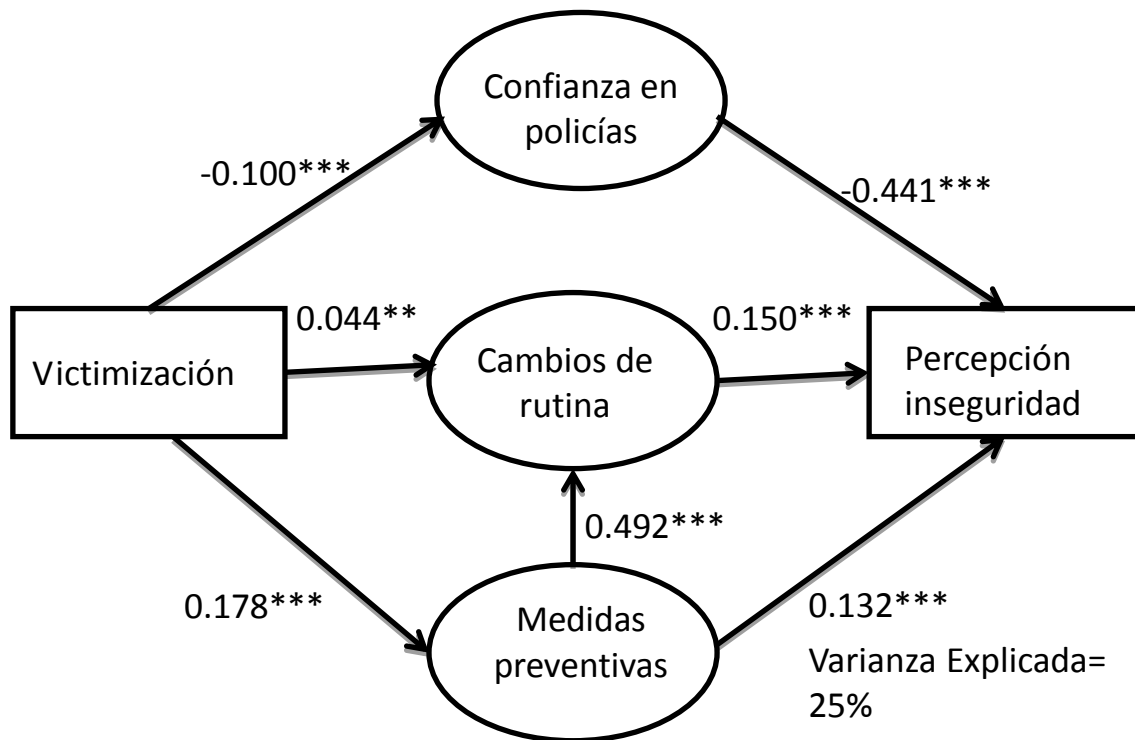 Confianza en
policías
-0.100***
-0.441***
0.044**
0.150***
Victimización
Cambios de
rutina
Percepción
inseguridad
0.492***
0.178***
Medidas
preventivas
0.132***
Varianza Explicada=
25%